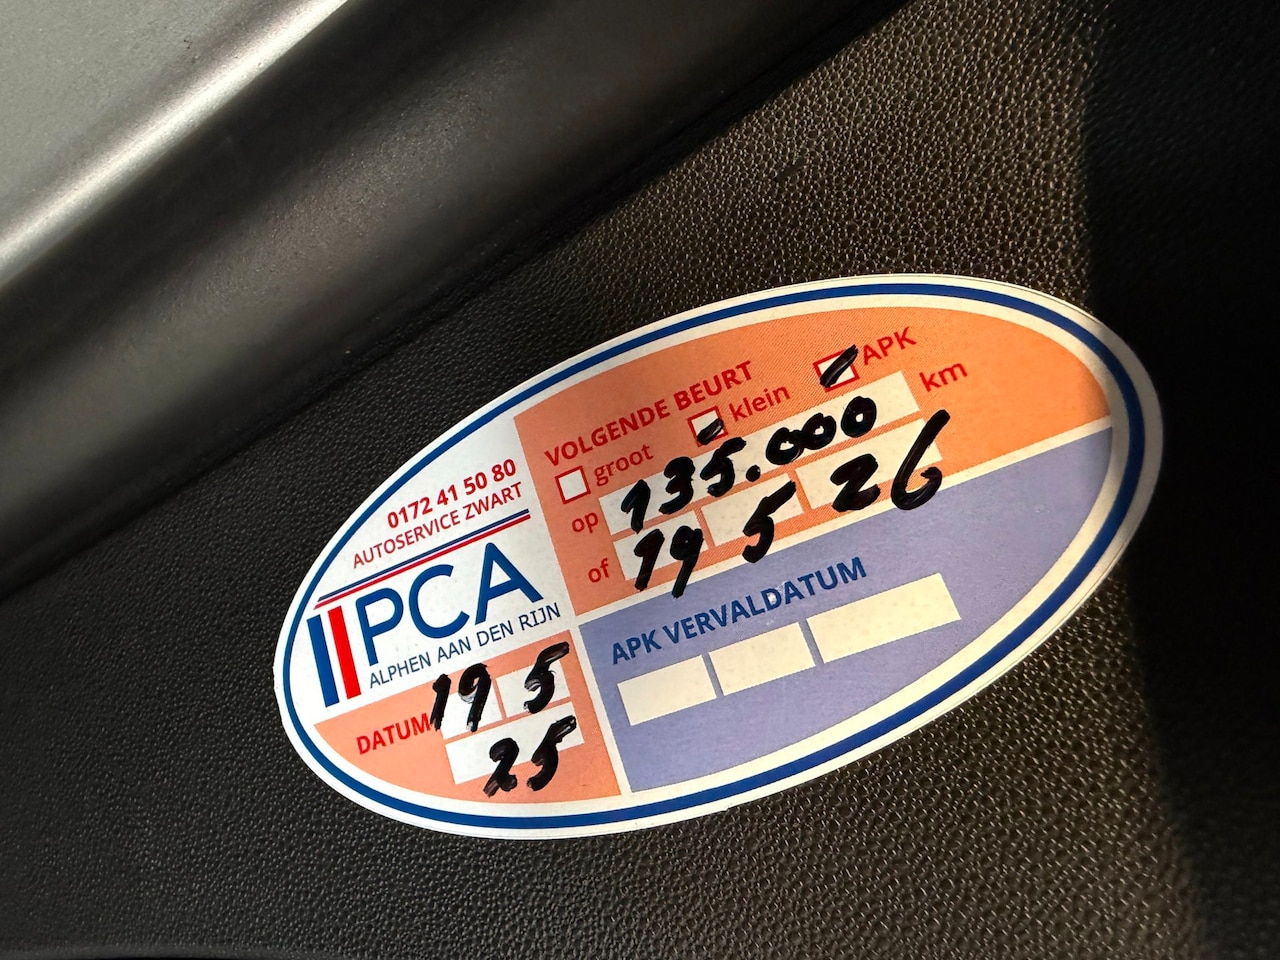 0172 41 50 80
AUTOSERVICE ZWART
PCA
ALPHEN AAN DEN RIJN
DATUM 19 5
25
VOLGENDE BEURT
groot klein APK
op 135.000 km
of 19 5 26
APK VERVALDATUM